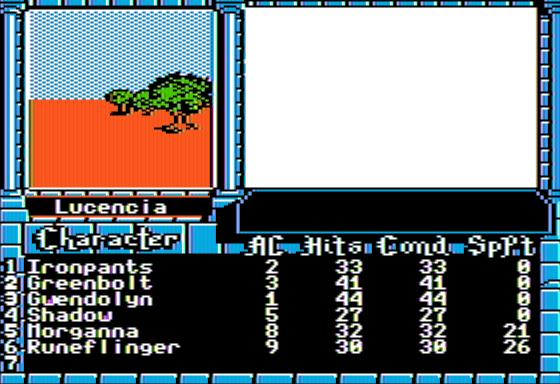 Lucencia
Character AC Hits Cond SpPt
1 Ironpants 2 33 33 0
2 Greenbolt 3 41 41 0
3 Gwendolyn 1 44 44 0
4 Shadow 5 27 27 0
5 Morganna 8 32 32 21
6 Runeflinger 9 30 30 26
7